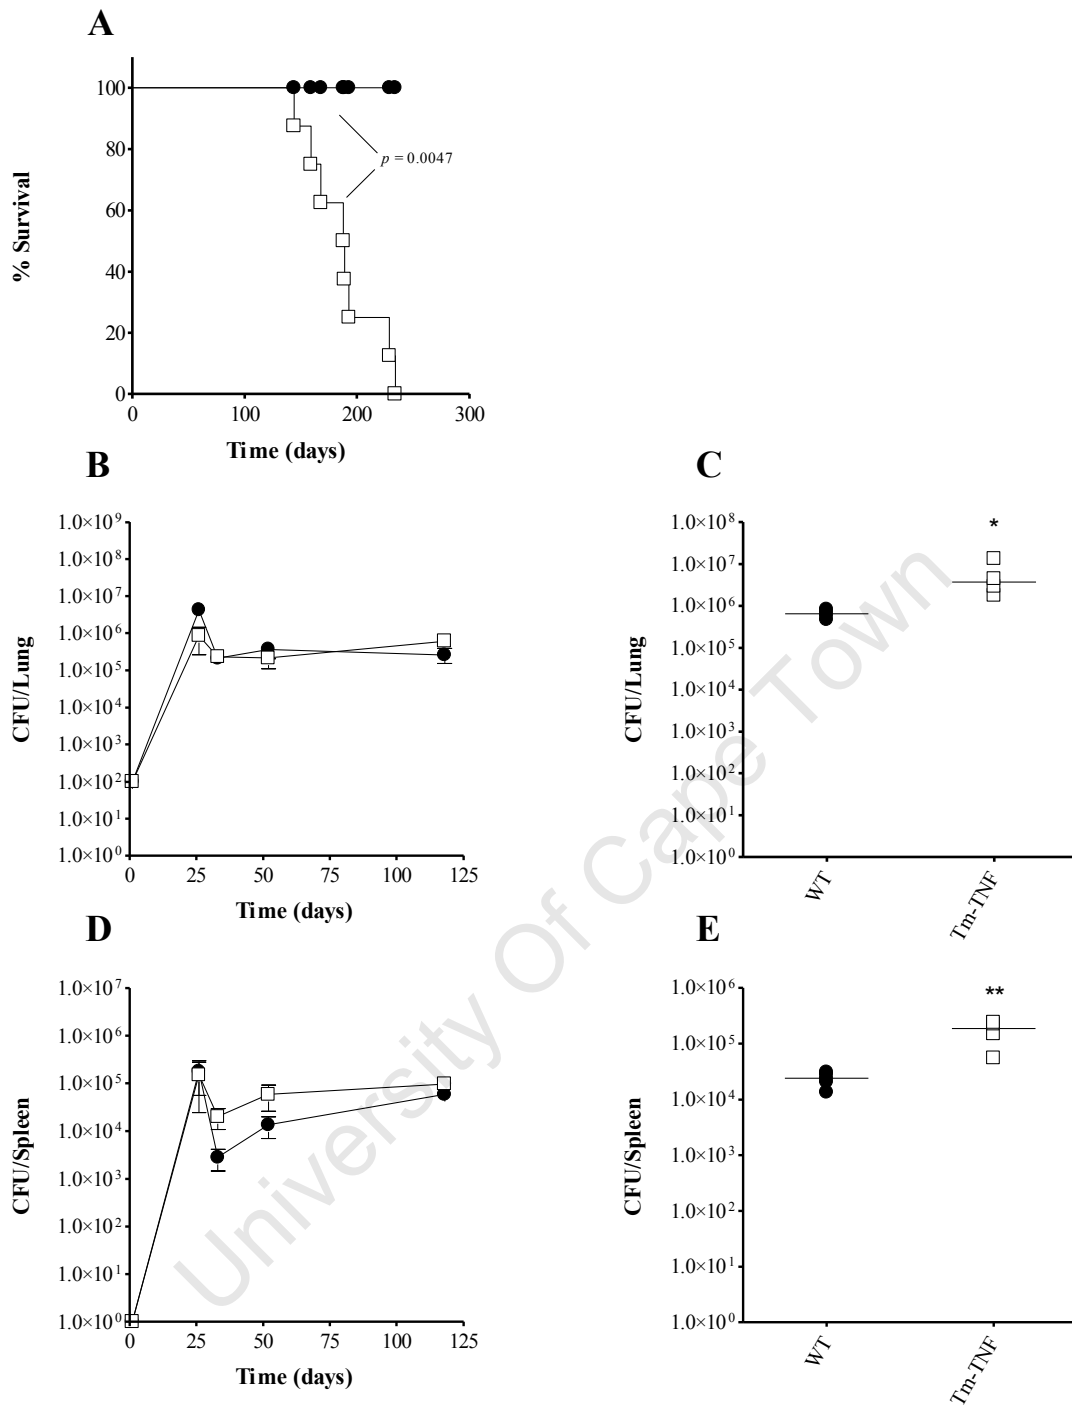 A
100
80
60
40
20
0
% Survival
p = 0.0047
0 100 200 300
Time (days)
B
1.0×10⁹
1.0×10⁸
1.0×10⁷
1.0×10⁶
1.0×10⁵
1.0×10⁴
1.0×10³
1.0×10²
1.0×10¹
1.0×10⁰
CFU/Lung
0 25 50 75 100 125
Time (days)
C
*
1.0×10⁸
1.0×10⁷
1.0×10⁶
1.0×10⁵
1.0×10⁴
1.0×10³
1.0×10²
1.0×10¹
1.0×10⁰
CFU/Lung
WT Tm-TNF
D
1.0×10⁷
1.0×10⁶
1.0×10⁵
1.0×10⁴
1.0×10³
1.0×10²
1.0×10¹
1.0×10⁰
CFU/Spleen
0 25 50 75 100 125
Time (days)
E
**
1.0×10⁶
1.0×10⁵
1.0×10⁴
1.0×10³
1.0×10²
1.0×10¹
1.0×10⁰
CFU/Spleen
WT Tm-TNF
University Of Cape Town